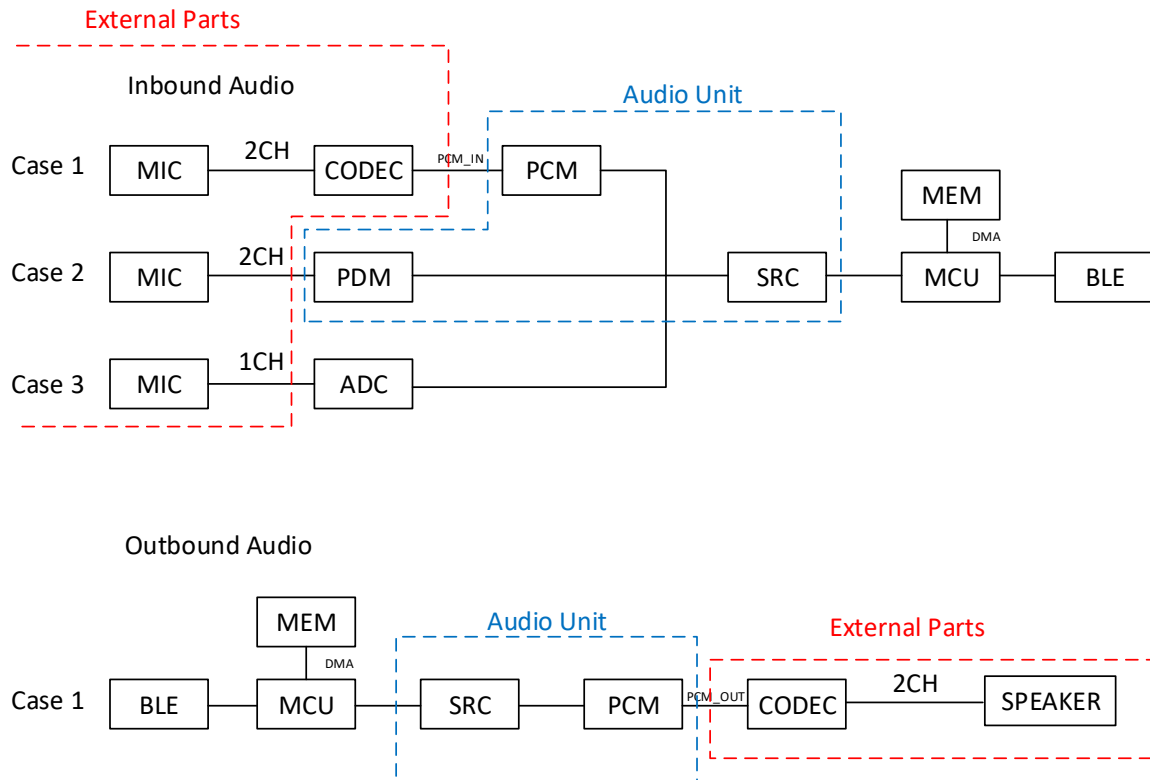 External Parts
Inbound Audio
Audio Unit
Case 1
MIC
2CH
CODEC
PCM_IN
PCM
MEM
DMA
Case 2
MIC
2CH
PDM
SRC
MCU
BLE
Case 3
MIC
1CH
ADC
Outbound Audio
MEM
Audio Unit
External Parts
DMA
Case 1
BLE
MCU
SRC
PCM
PCM_OUT
CODEC
2CH
SPEAKER